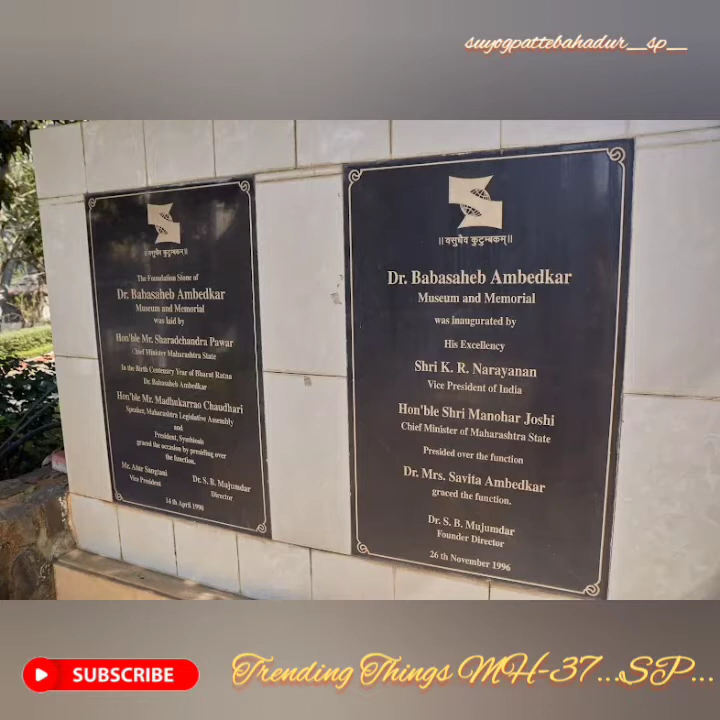 suyogpattebahadur__sp__
॥ वसुधैव कुटुम्बकम् ॥
The Foundation Stone of
Dr. Babasaheb Ambedkar
Museum and Memorial
was laid by
Hon'ble Mr. Sharadchandra Pawar
Chief Minister Maharashtra State
In the Birth Centenary Year of Bharat Ratna
Dr. Babasaheb Ambedkar
Hon'ble Mr. Madhukarrao Chaudhari
Speaker, Maharashtra Legislative Assembly
and
President, Symbiosis
graced the occasion by presiding over
the function.
Mr. Atur Sangtani
Vice President
Dr. S. B. Mujumdar
Director
14 th April 1990
॥ वसुधैव कुटुम्बकम् ॥
Dr. Babasaheb Ambedkar
Museum and Memorial
was inaugurated by
His Excellency
Shri K. R. Narayanan
Vice President of India
Hon'ble Shri Manohar Joshi
Chief Minister of Maharashtra State
Presided over the function
Dr. Mrs. Savita Ambedkar
graced the function.
Dr. S. B. Mujumdar
Founder Director
26 th November 1996
SUBSCRIBE
Trending Things MH-37...SP...